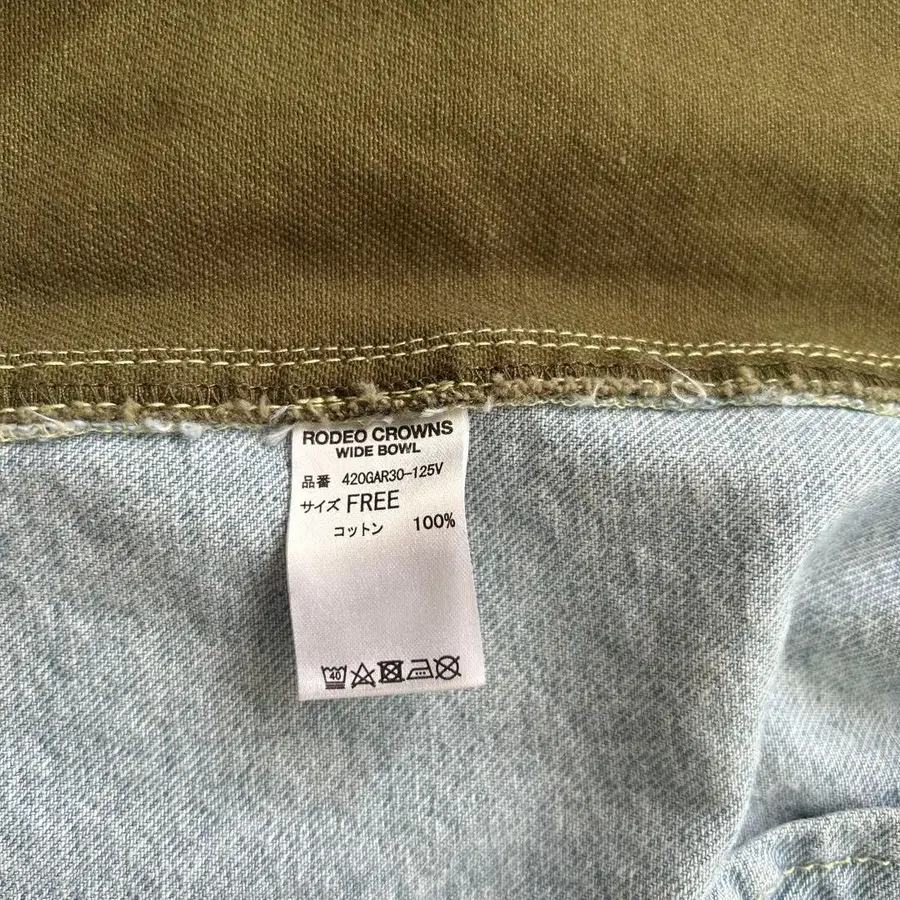 RODEO CROWNS
WIDE BOWL
品番 420GAR30-125V
サイズ FREE
コットン 100%
40